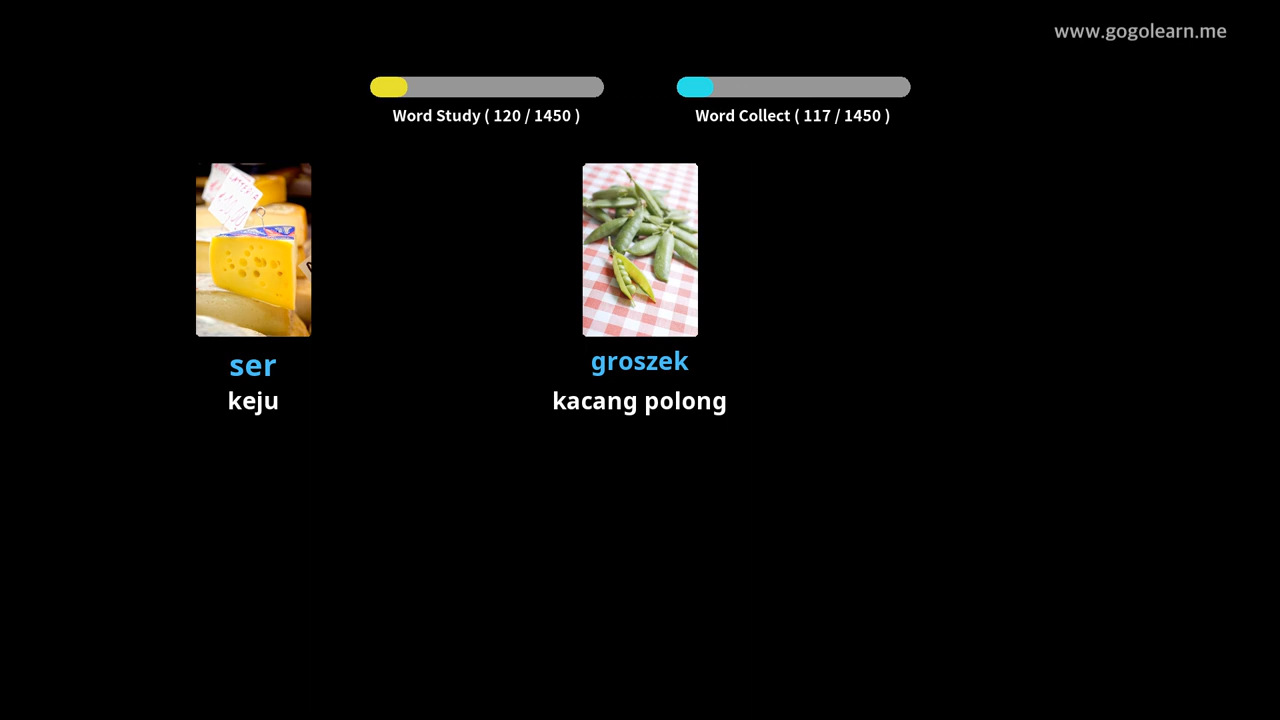 www.gogolearn.me
Word Study ( 120 / 1450 )
Word Collect ( 117 / 1450 )
ser
keju
groszek
kacang polong